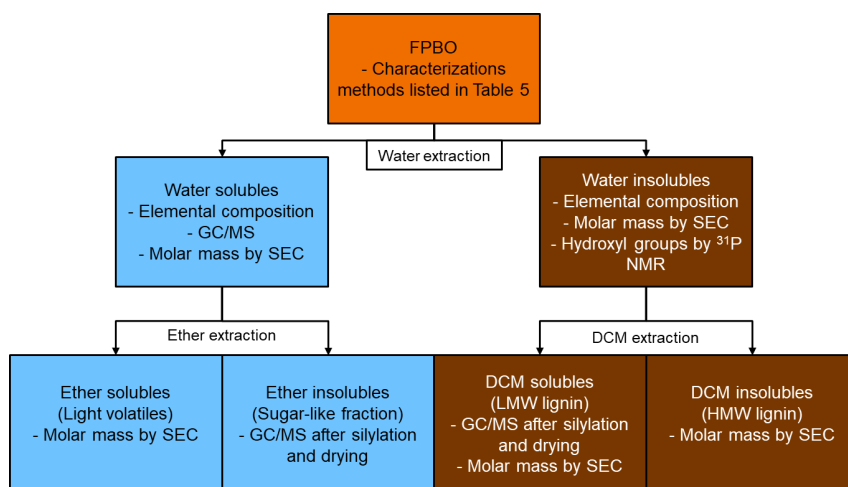 FPBO
- Characterizations
methods listed in Table 5
Water extraction
Water solubles
- Elemental composition
- GC/MS
- Molar mass by SEC
Water insolubles
- Elemental composition
- Molar mass by SEC
- Hydroxyl groups by ³¹P
NMR
Ether extraction
DCM extraction
Ether solubles
(Light volatiles)
- Molar mass by SEC
Ether insolubles
(Sugar-like fraction)
- GC/MS after silylation
and drying
DCM solubles
(LMW lignin)
- GC/MS after silylation
and drying
- Molar mass by SEC
DCM insolubles
(HMW lignin)
- Molar mass by SEC